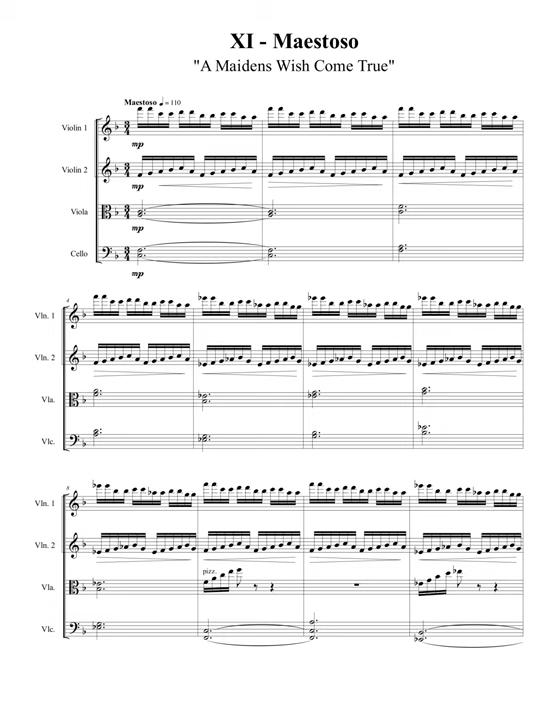 XI - Maestoso
"A Maidens Wish Come True"
Maestoso ♩ = 110
Violin 1
mp
Violin 2
mp
Viola
mp
Cello
mp
4
Vln. 1
Vln. 2
Vla.
Vlc.
8
Vln. 1
Vln. 2
pizz.
Vla.
Vlc.